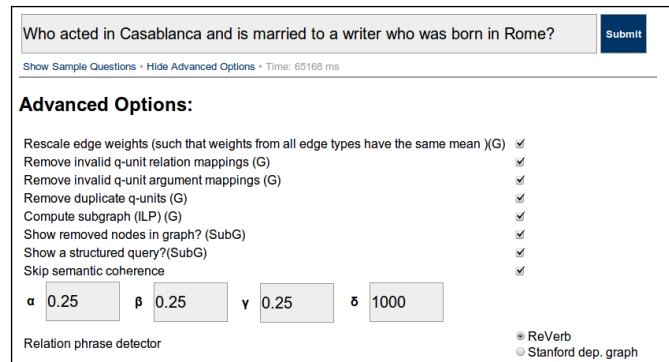 Who acted in Casablanca and is married to a writer who was born in Rome? Submit
Show Sample Questions • Hide Advanced Options • Time: 65168 ms
Advanced Options:
Rescale edge weights (such that weights from all edge types have the same mean )(G)
Remove invalid q-unit relation mappings (G)
Remove invalid q-unit argument mappings (G)
Remove duplicate q-units (G)
Compute subgraph (ILP) (G)
Show removed nodes in graph? (SubG)
Show a structured query?(SubG)
Skip semantic coherence
α 0.25 β 0.25 γ 0.25 δ 1000
Relation phrase detector ReVerb
Stanford dep. graph